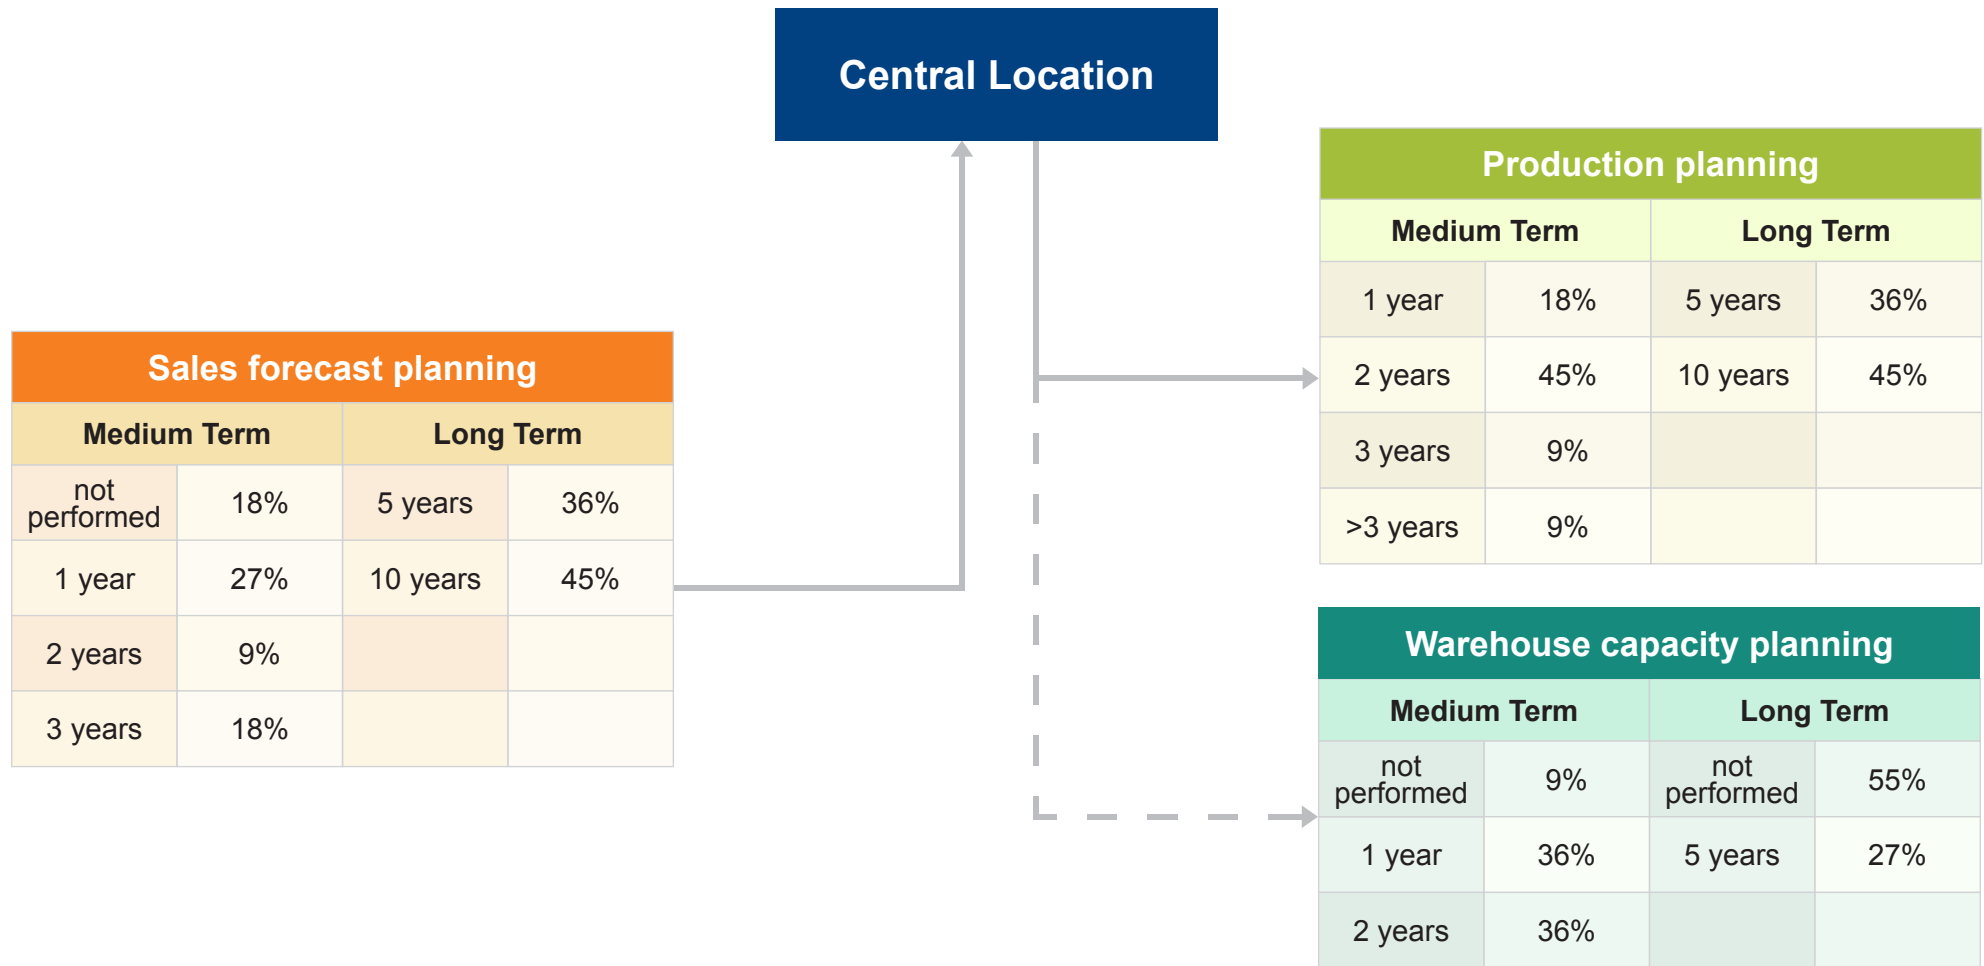 Central Location
Production planning
Medium Term Long Term
1 year 18% 5 years 36%
2 years 45% 10 years 45%
3 years 9%
>3 years 9%
Sales forecast planning
Medium Term Long Term
not
performed 18% 5 years 36%
1 year 27% 10 years 45%
2 years 9%
3 years 18%
Warehouse capacity planning
Medium Term Long Term
not
performed 9% not
performed 55%
1 year 36% 5 years 27%
2 years 36%